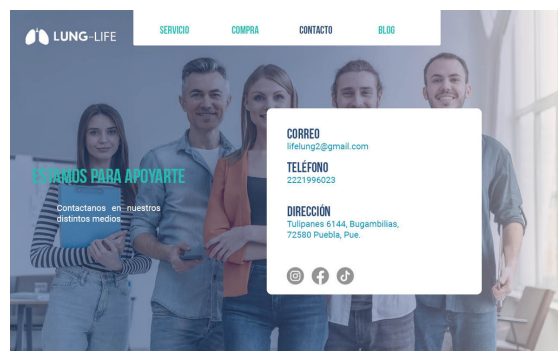 LUNG-LIFE
SERVICIO COMPRA CONTACTO BLOG
ESTAMOS PARA APOYARTE
Contactanos en nuestros
distintos medios.
CORREO
lifelung2@gmail.com
TELÉFONO
2221996023
DIRECCIÓN
Tulipanes 6144, Bugambilias,
72580 Puebla, Pue.